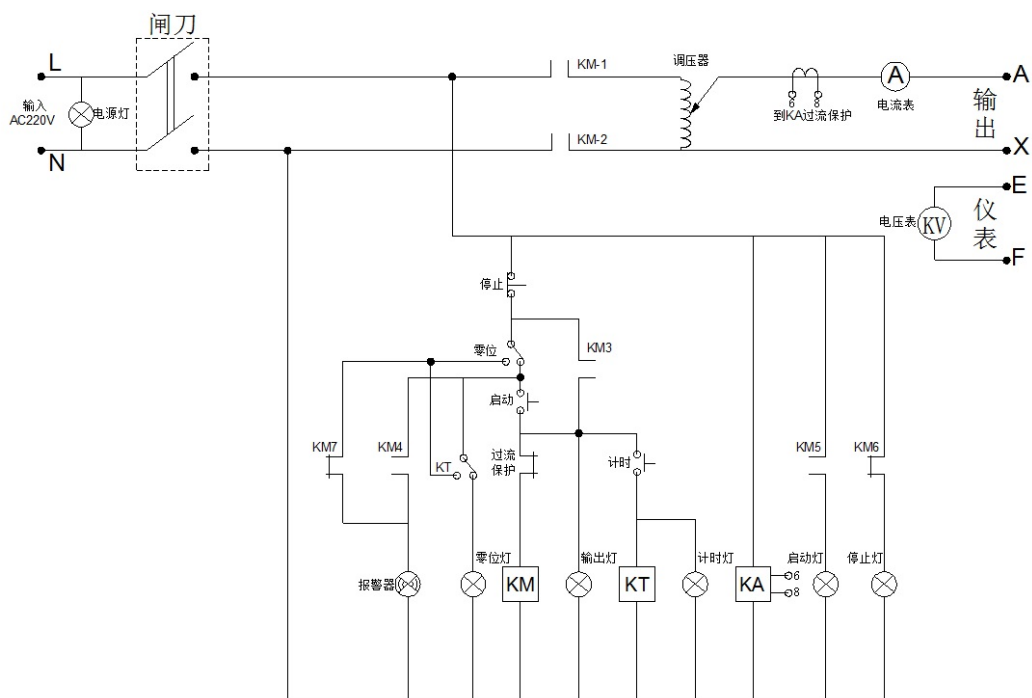 闸刀
L
KM-1
调压器
A
A
输入
AC220V
电源灯
6
8
到KA过流保护
电流表
输出
N
KM-2
X
E
电压表
KV
仪表
F
停止
零位
KM3
启动
KM7
KM4
KT
过流
保护
计时
KM5
KM6
报警器
零位灯
KM
输出灯
KT
计时灯
KA
6
8
启动灯
停止灯